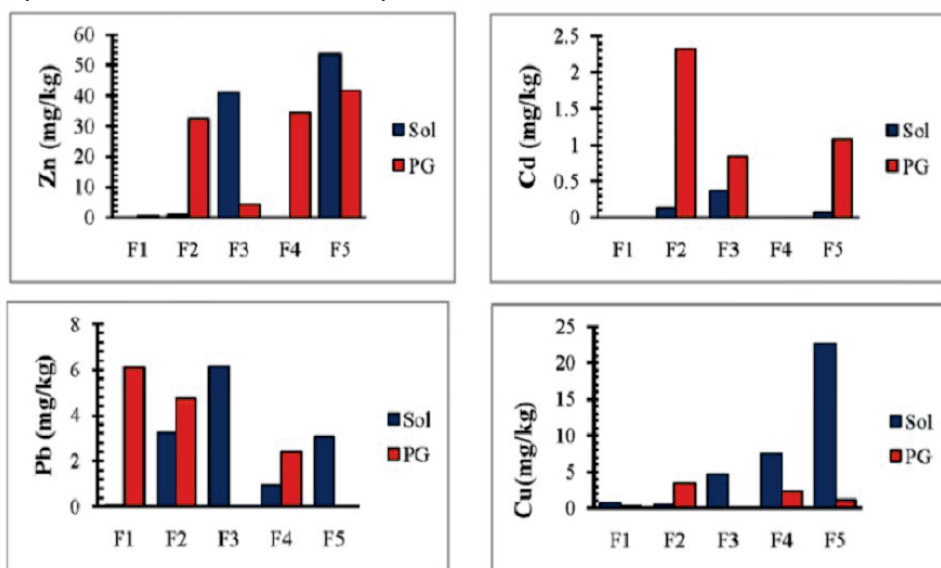 Zn (mg/kg)
60
50
40
30
20
10
0
F1 F2 F3 F4 F5
Sol
PG
Cd (mg/kg)
2.5
2
1.5
1
0.5
0
F1 F2 F3 F4 F5
Sol
PG
Pb (mg/kg)
8
6
4
2
0
F1 F2 F3 F4 F5
Sol
PG
Cu(mg/kg)
25
20
15
10
5
0
F1 F2 F3 F4 F5
Sol
PG